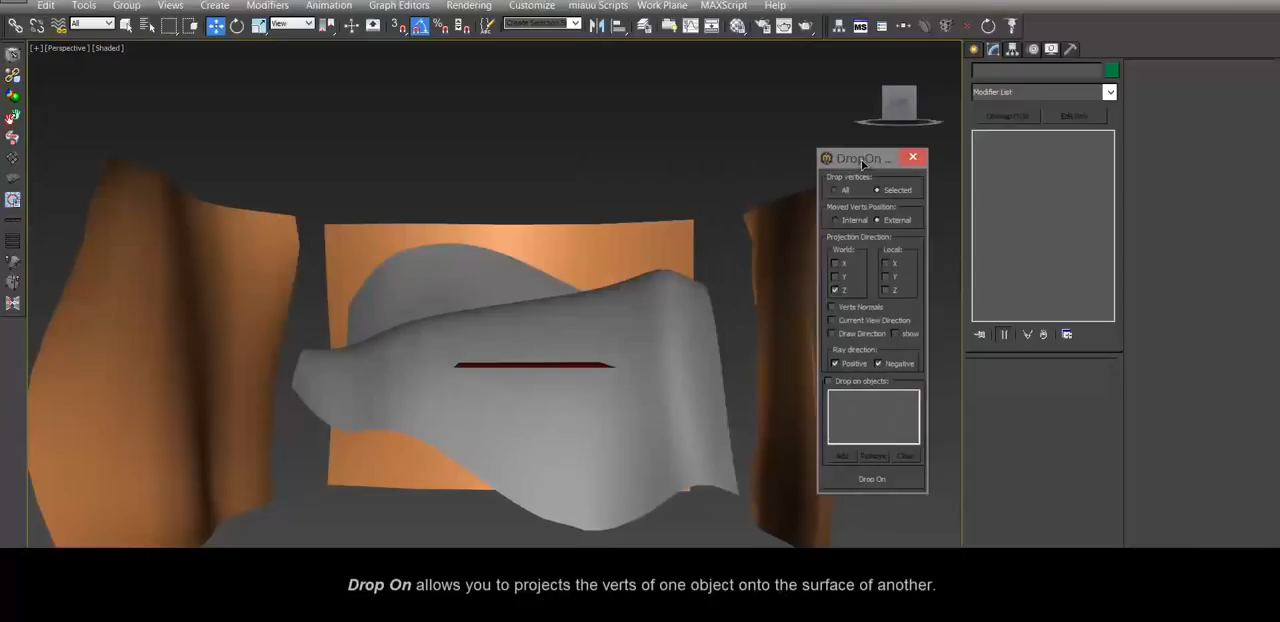 Edit Tools Group Views Create Modifiers Animation Graph Editors Rendering Customize miauu Scripts Work Plane MAXScript Help
All View Create Selection Se
[+] [Perspective] [Shaded]
Modifier List
DropOn ...
Drop vertices:
All Selected
Moved Verts Position:
Internal External
Projection Direction:
World: Local:
X X
Y Y
Z Z
Verts Normals
Current View Direction
Draw Direction show
Ray direction:
Positive Negative
Drop on objects:
Add Remove Clear
Drop On
Drop On allows you to projects the verts of one object onto the surface of another.